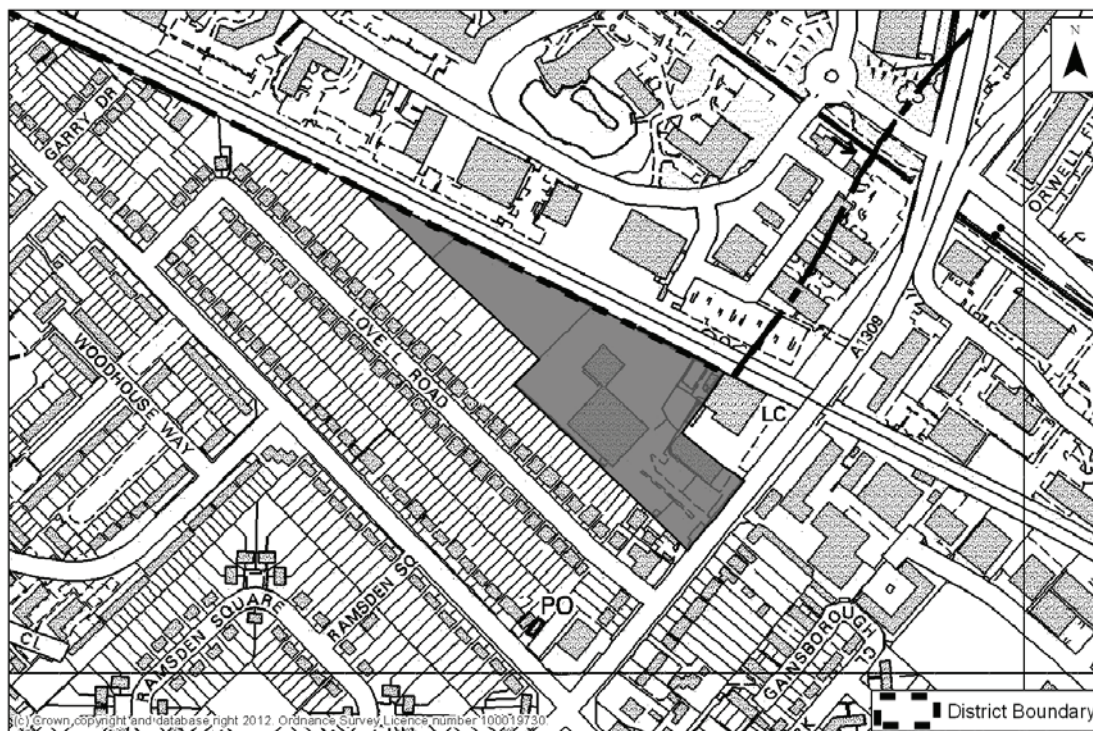 N
GARRY DR
ORWELL F
A1309
LOVELL ROAD
WOODHOUSE WAY
LC
PO
RAMSDEN SQUARE
RAMSDEN SQ
GAINSBOROUGH CL
CL
(c) Crown copyright and database right 2012. Ordnance Survey Licence number 100019730.
District Boundary